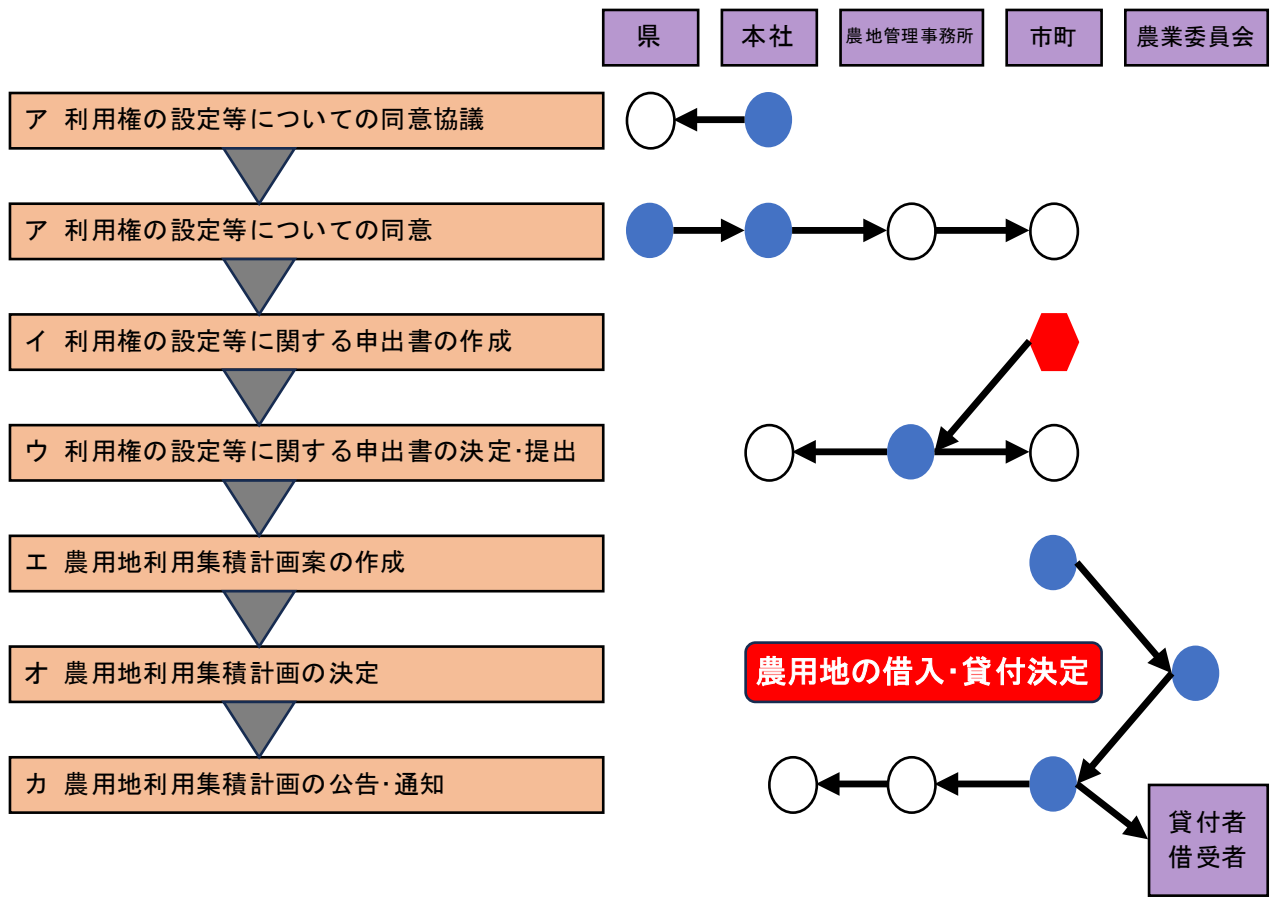 県
本社
農地管理事務所
市町
農業委員会
ア 利用権の設定等についての同意協議
ア 利用権の設定等についての同意
イ 利用権の設定等に関する申出書の作成
ウ 利用権の設定等に関する申出書の決定・提出
エ 農用地利用集積計画案の作成
オ 農用地利用集積計画の決定
農用地の借入・貸付決定
カ 農用地利用集積計画の公告・通知
貸付者
借受者